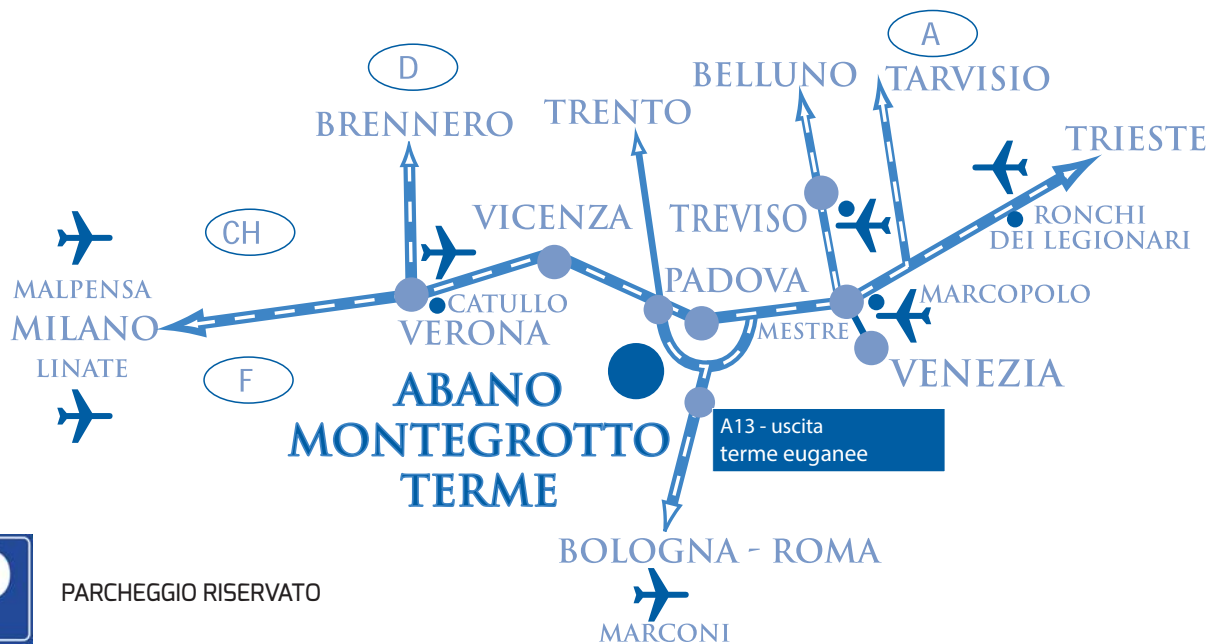 A
D
BELLUNO
TARVISIO
BRENNERO
TRENTO
TRIESTE
CH
VICENZA
TREVISO
RONCHI
DEI LEGIONARI
MALPENSA
MILANO
LINATE
CATULLO
VERONA
PADOVA
MESTRE
MARCOPOLO
VENEZIA
F
ABANO
MONTEGROTTO
TERME
A13 - uscita
terme euganee
BOLOGNA - ROMA
MARCONI
PARCHEGGIO RISERVATO